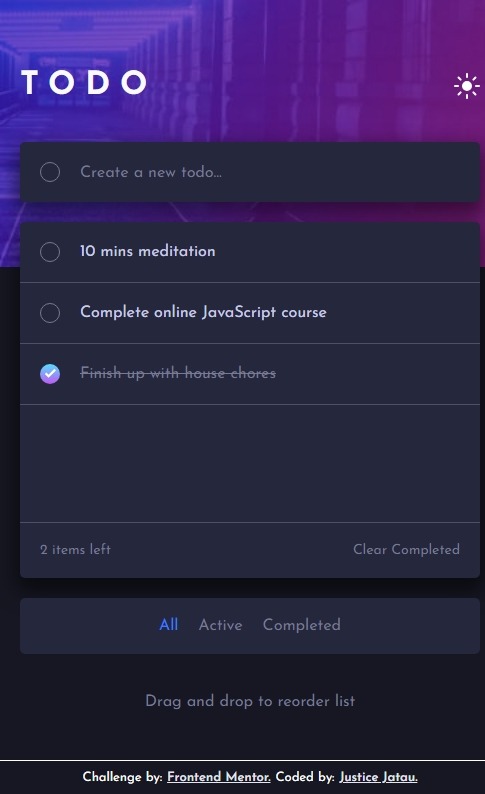 TODO
Create a new todo...
10 mins meditation
Complete online JavaScript course
Finish up with house chores
2 items left Clear Completed
All Active Completed
Drag and drop to reorder list
Challenge by: Frontend Mentor. Coded by: Justice Jatau.